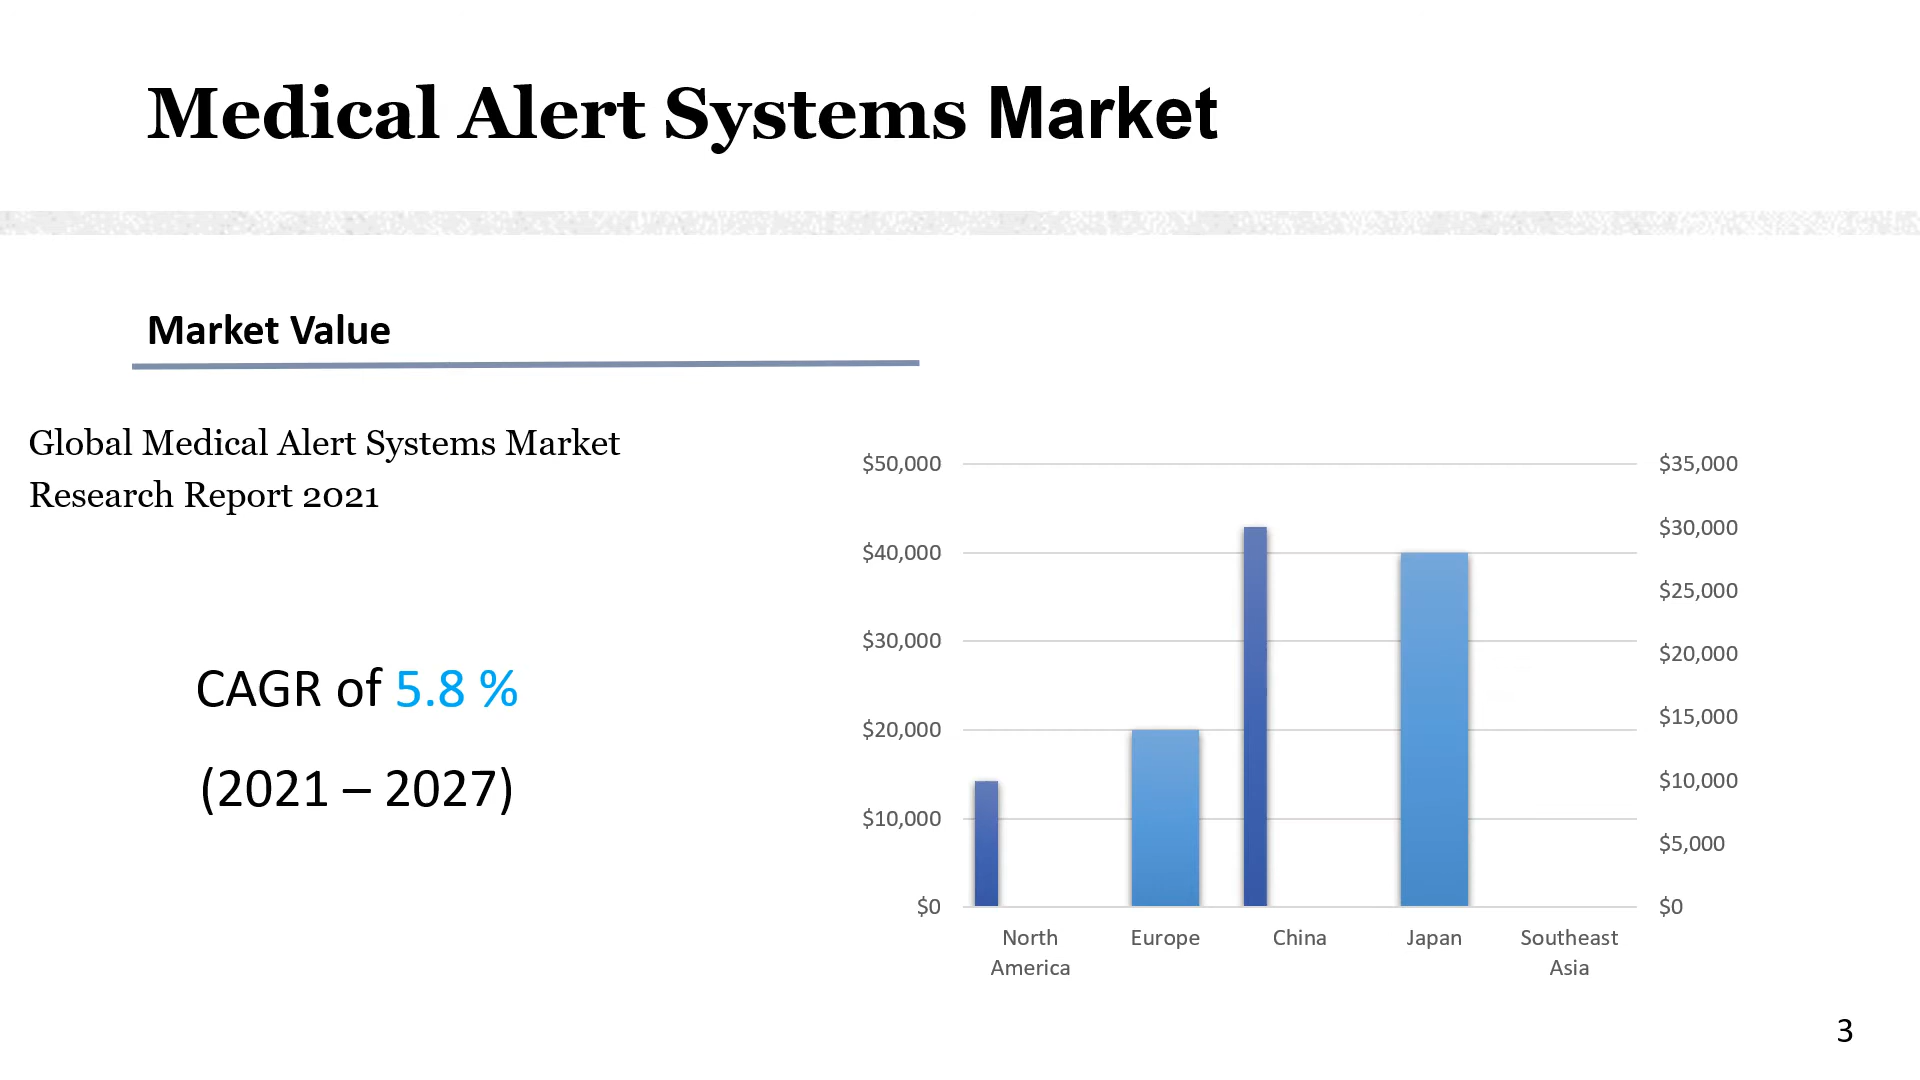 Medical Alert Systems Market
Market Value
Global Medical Alert Systems Market
Research Report 2021
CAGR of 5.8 %
(2021 – 2027)
$50,000
$40,000
$30,000
$20,000
$10,000
$0
$35,000
$30,000
$25,000
$20,000
$15,000
$10,000
$5,000
$0
North
America
Europe
China
Japan
Southeast
Asia
3